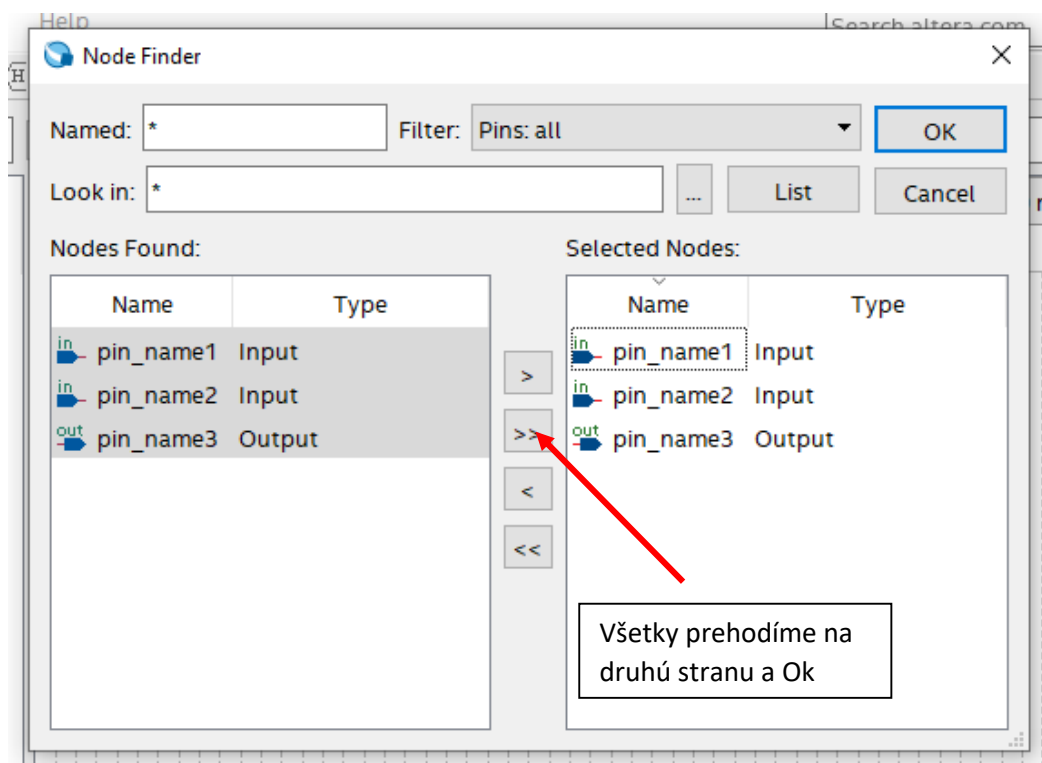 Help
Search altera.com
Node Finder
Named: * Filter: Pins: all OK
Look in: * ... List Cancel
Nodes Found: Selected Nodes:
Name Type Name Type
in pin_name1 Input > in pin_name1 Input
in pin_name2 Input in pin_name2 Input
out pin_name3 Output >> out pin_name3 Output
<
<<
Všetky prehodíme na
druhú stranu a Ok